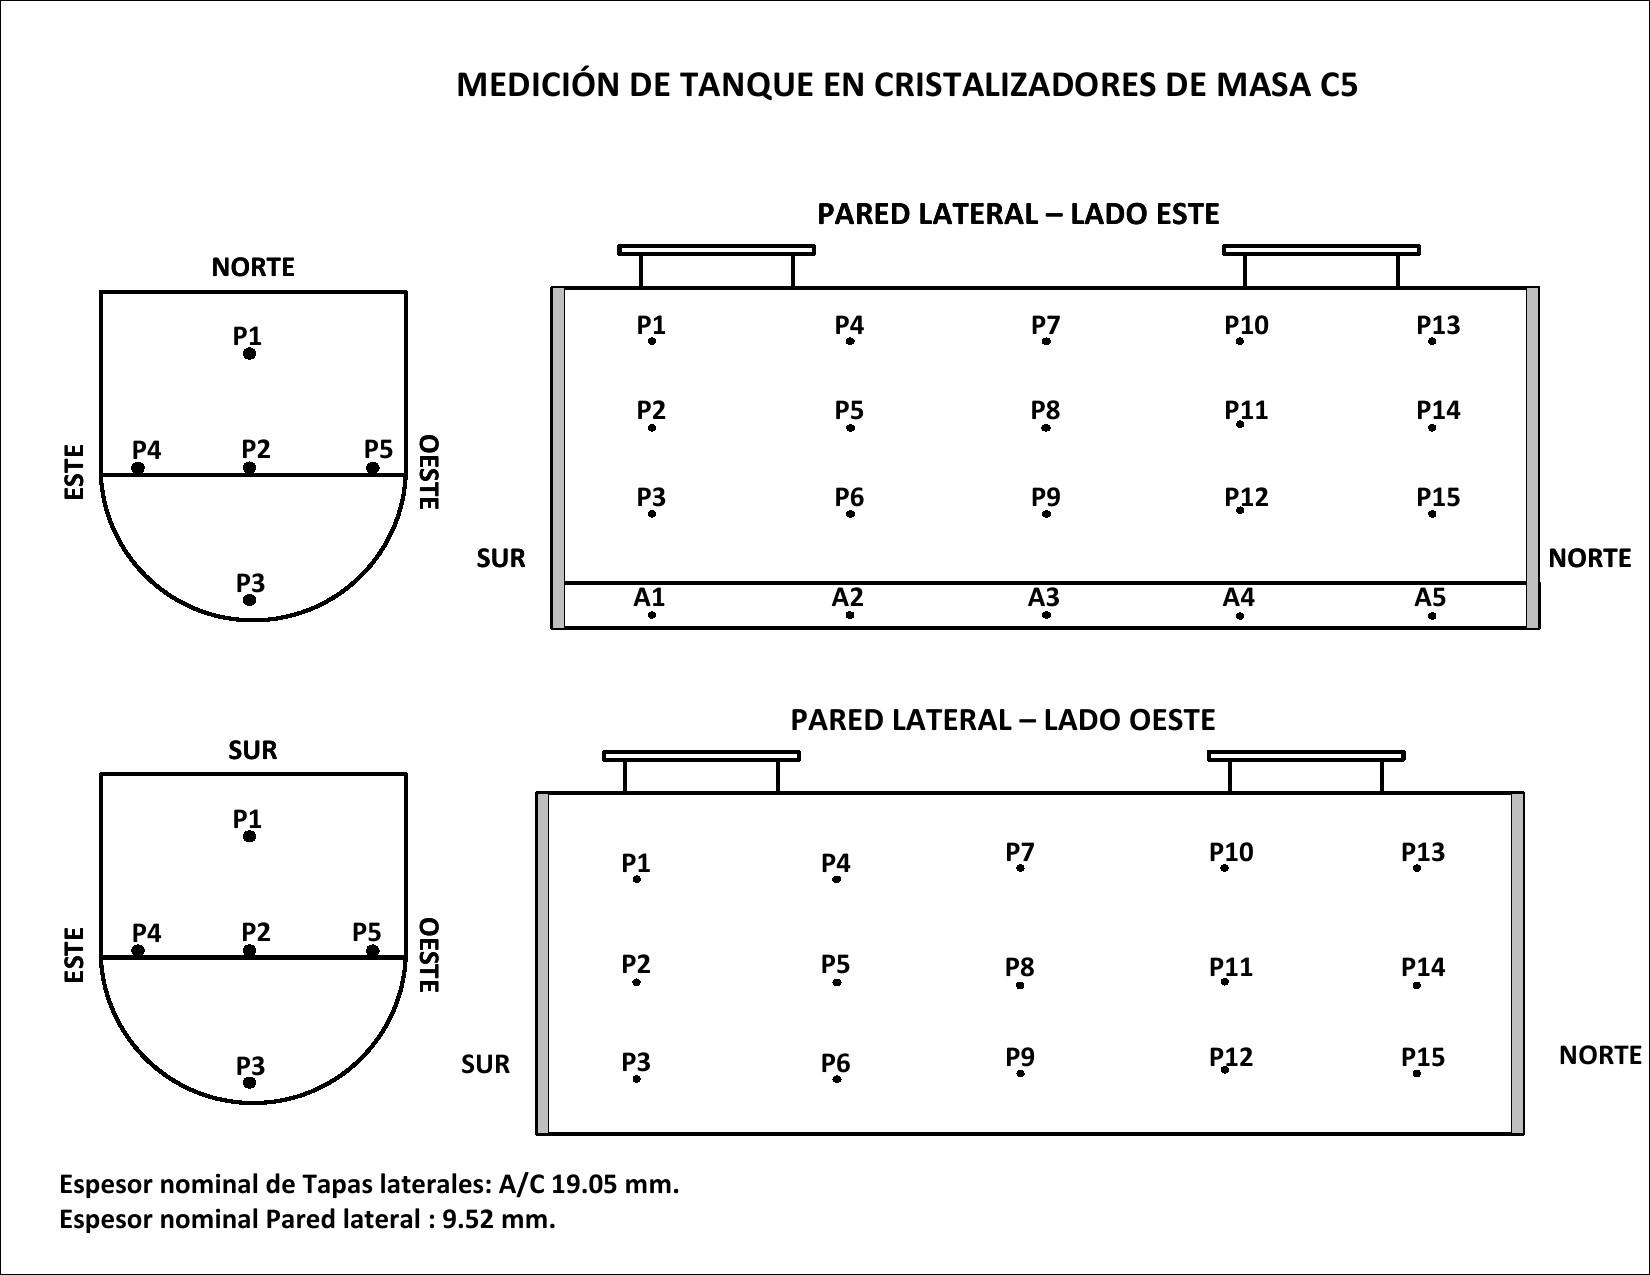 MEDICIÓN DE TANQUE EN CRISTALIZADORES DE MASA C5
PARED LATERAL – LADO ESTE
NORTE
P1
P4 P2 P5
ESTE
OESTE
P3
P1 P4 P7 P10 P13
P2 P5 P8 P11 P14
P3 P6 P9 P12 P15
SUR
NORTE
A1 A2 A3 A4 A5
PARED LATERAL – LADO OESTE
SUR
P1
P4 P2 P5
ESTE
OESTE
P3
P1 P4 P7 P10 P13
P2 P5 P8 P11 P14
P3 P6 P9 P12 P15
SUR
NORTE
Espesor nominal de Tapas laterales: A/C 19.05 mm.
Espesor nominal Pared lateral : 9.52 mm.